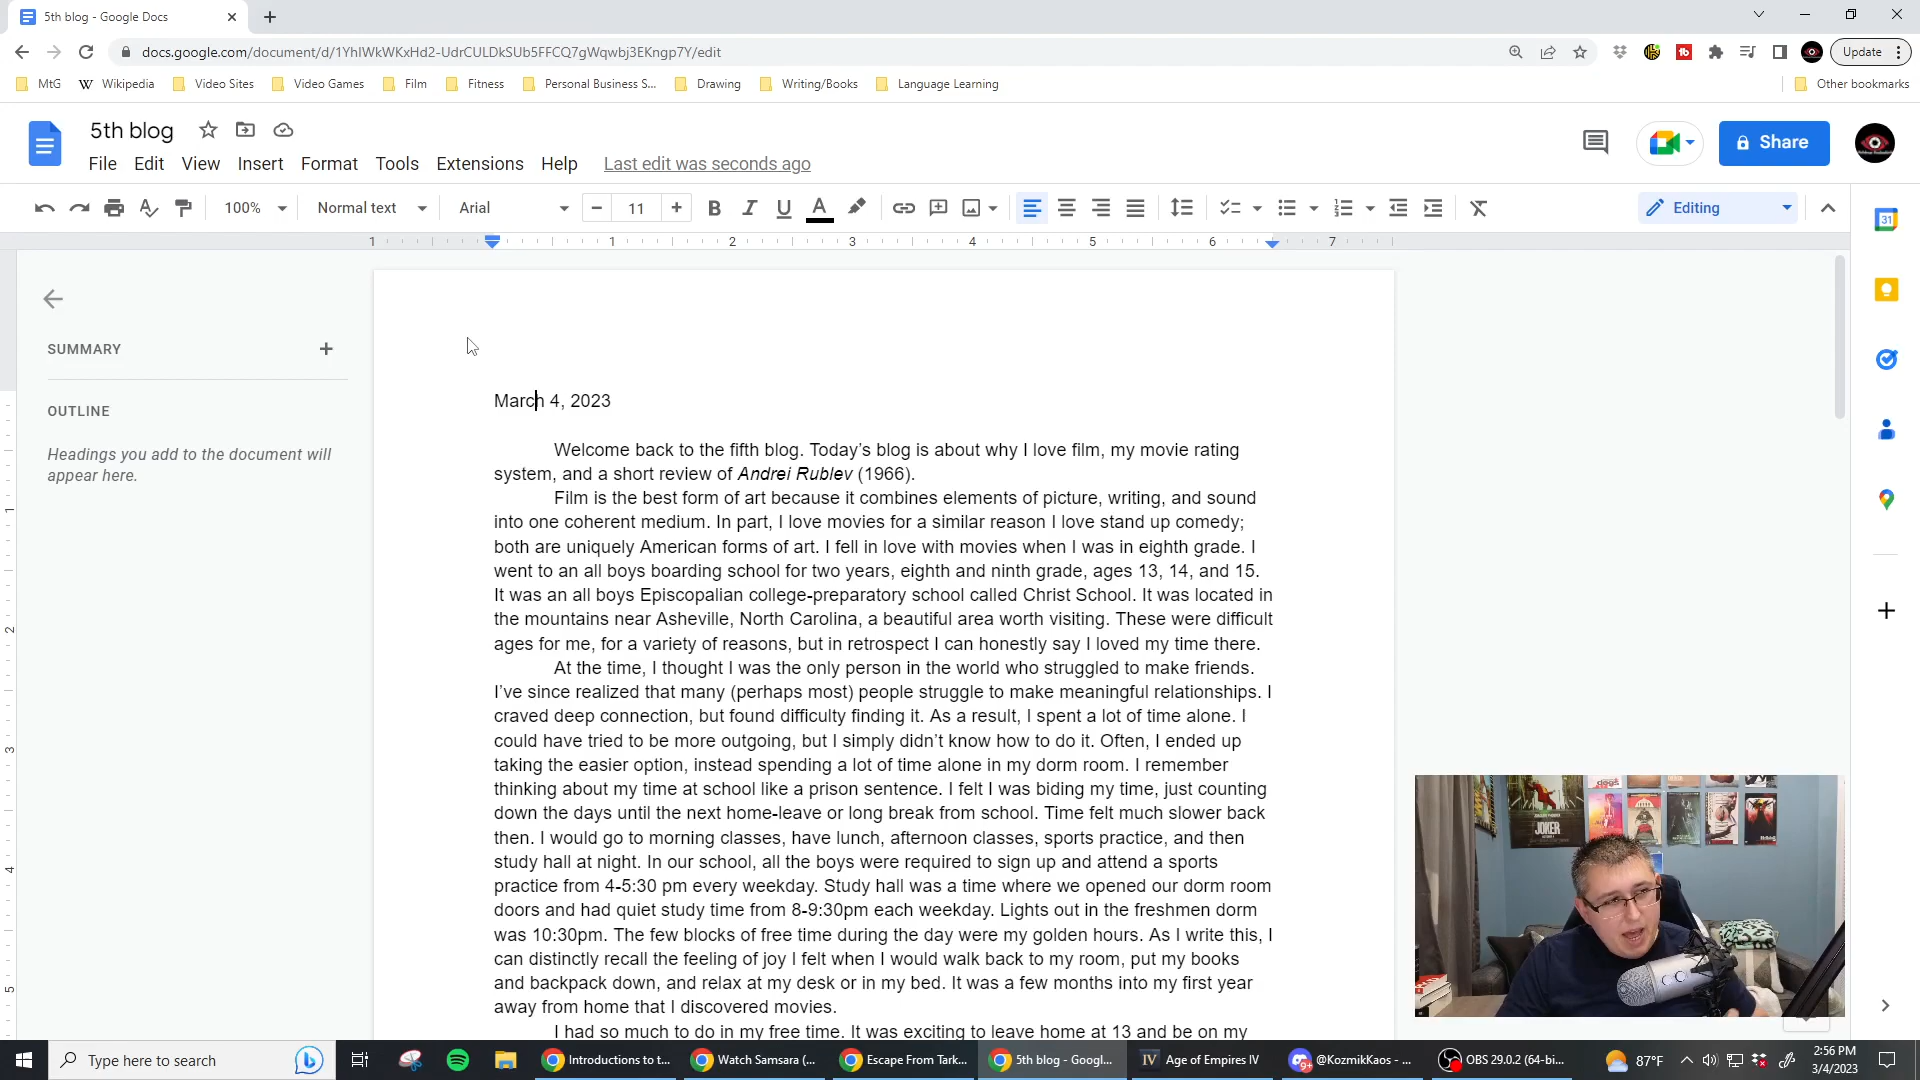 5th blog - Google Docs
docs.google.com/document/d/1YhIWkWKxHd2-UdrCULDkSUb5FFCQ7gWqwbj3EKngp7Y/edit
Update
MtG
Wikipedia
Video Sites
Video Games
Film
Fitness
Personal Business S...
Drawing
Writing/Books
Language Learning
Other bookmarks
5th blog
Share
File Edit View Insert Format Tools Extensions Help Last edit was seconds ago
100% Normal text Arial 11 Editing
31
1 1 2 3 4 5 6 7
SUMMARY
OUTLINE
Headings you add to the document will
appear here.
March 4, 2023
Welcome back to the fifth blog. Today’s blog is about why I love film, my movie rating
system, and a short review of Andrei Rublev (1966).
Film is the best form of art because it combines elements of picture, writing, and sound
into one coherent medium. In part, I love movies for a similar reason I love stand up comedy;
both are uniquely American forms of art. I fell in love with movies when I was in eighth grade. I
went to an all boys boarding school for two years, eighth and ninth grade, ages 13, 14, and 15.
It was an all boys Episcopalian college-preparatory school called Christ School. It was located in
the mountains near Asheville, North Carolina, a beautiful area worth visiting. These were difficult
ages for me, for a variety of reasons, but in retrospect I can honestly say I loved my time there.
At the time, I thought I was the only person in the world who struggled to make friends.
I’ve since realized that many (perhaps most) people struggle to make meaningful relationships. I
craved deep connection, but found difficulty finding it. As a result, I spent a lot of time alone. I
could have tried to be more outgoing, but I simply didn’t know how to do it. Often, I ended up
taking the easier option, instead spending a lot of time alone in my dorm room. I remember
thinking about my time at school like a prison sentence. I felt I was biding my time, just counting
down the days until the next home-leave or long break from school. Time felt much slower back
then. I would go to morning classes, have lunch, afternoon classes, sports practice, and then
study hall at night. In our school, all the boys were required to sign up and attend a sports
practice from 4-5:30 pm every weekday. Study hall was a time where we opened our dorm room
doors and had quiet study time from 8-9:30pm each weekday. Lights out in the freshmen dorm
was 10:30pm. The few blocks of free time during the day were my golden hours. As I write this, I
can distinctly recall the feeling of joy I felt when I would walk back to my room, put my books
and backpack down, and relax at my desk or in my bed. It was a few months into my first year
away from home that I discovered movies.
I had so much to do in my free time. It was exciting to leave home at 13 and be on my
1
2
3
4
5
JOKER
Type here to search
Introductions to t...
Watch Samsara (...
Escape From Tark...
5th blog - Googl...
Age of Empires IV
@KozmikKaos - ...
OBS 29.0.2 (64-bi...
87°F
2:56 PM
3/4/2023